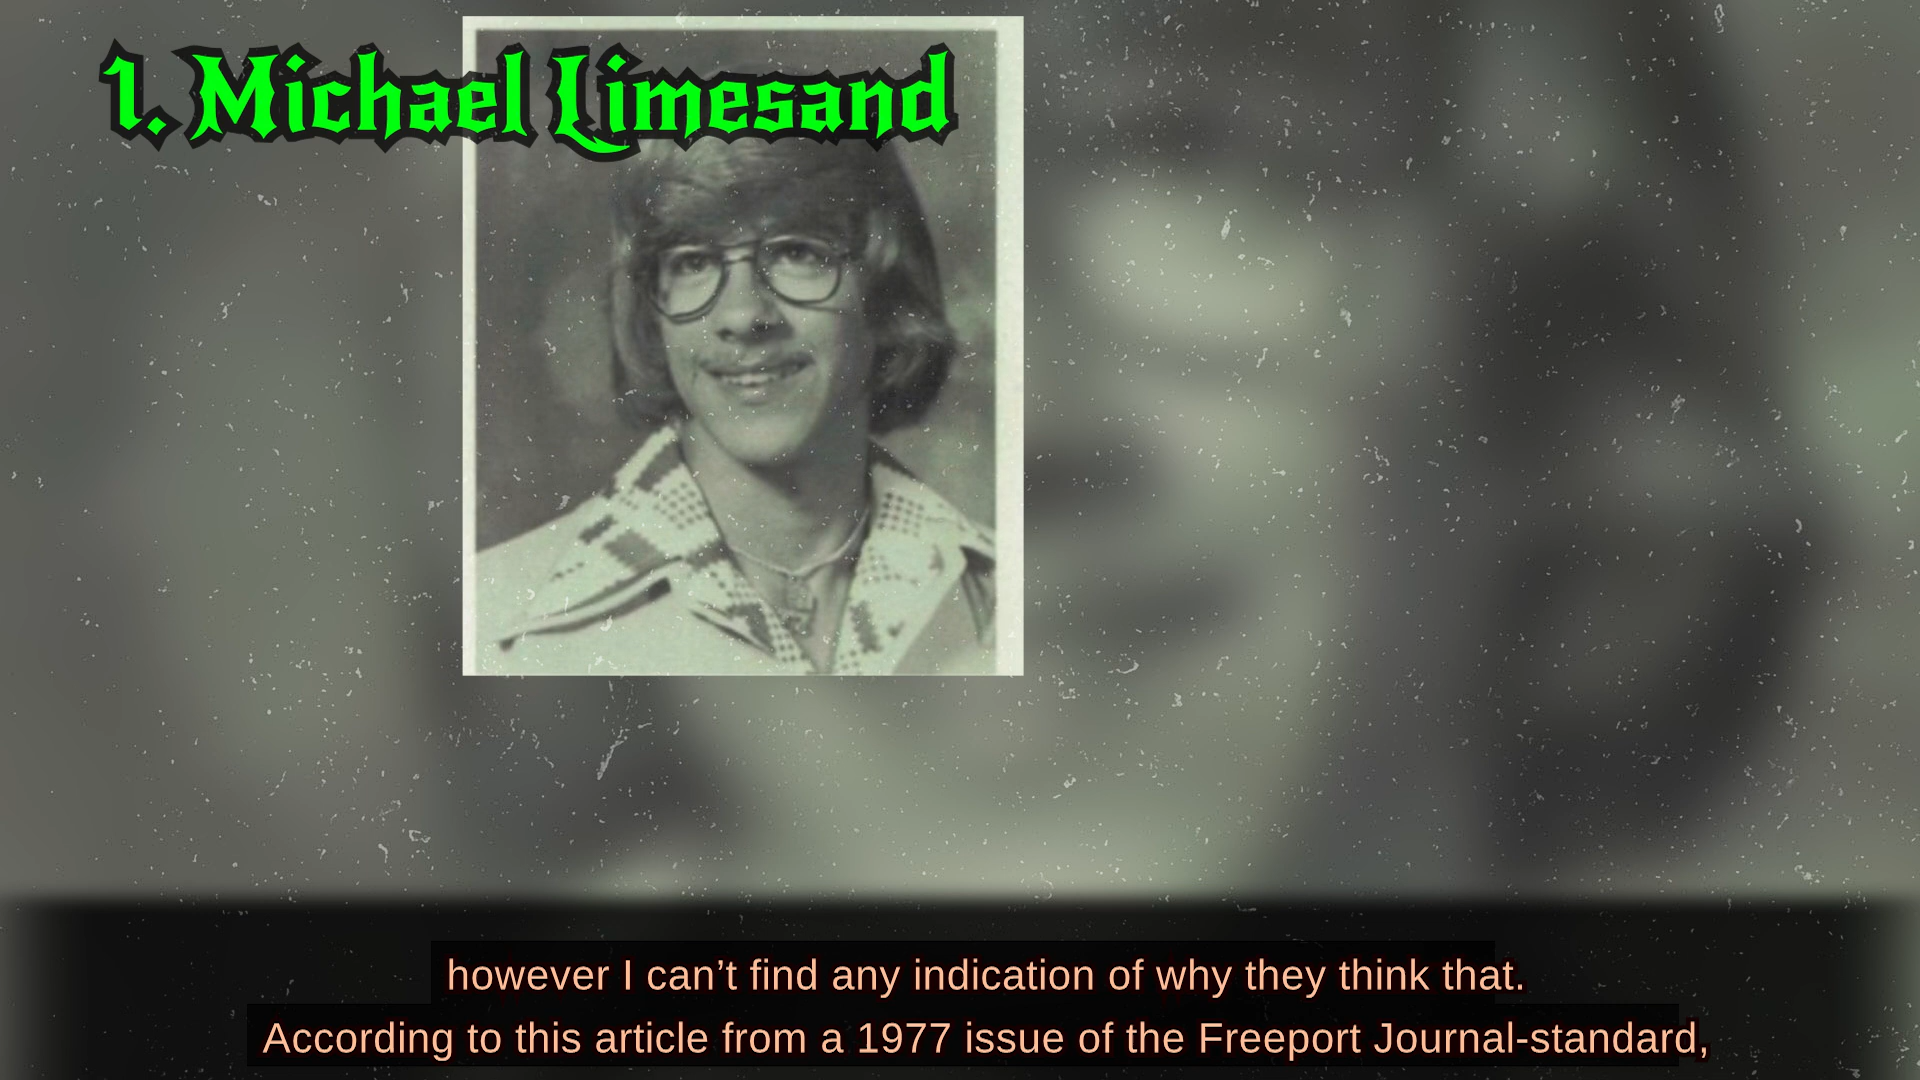 1. Michael Limesand
however I can’t find any indication of why they think that.
According to this article from a 1977 issue of the Freeport Journal-standard,